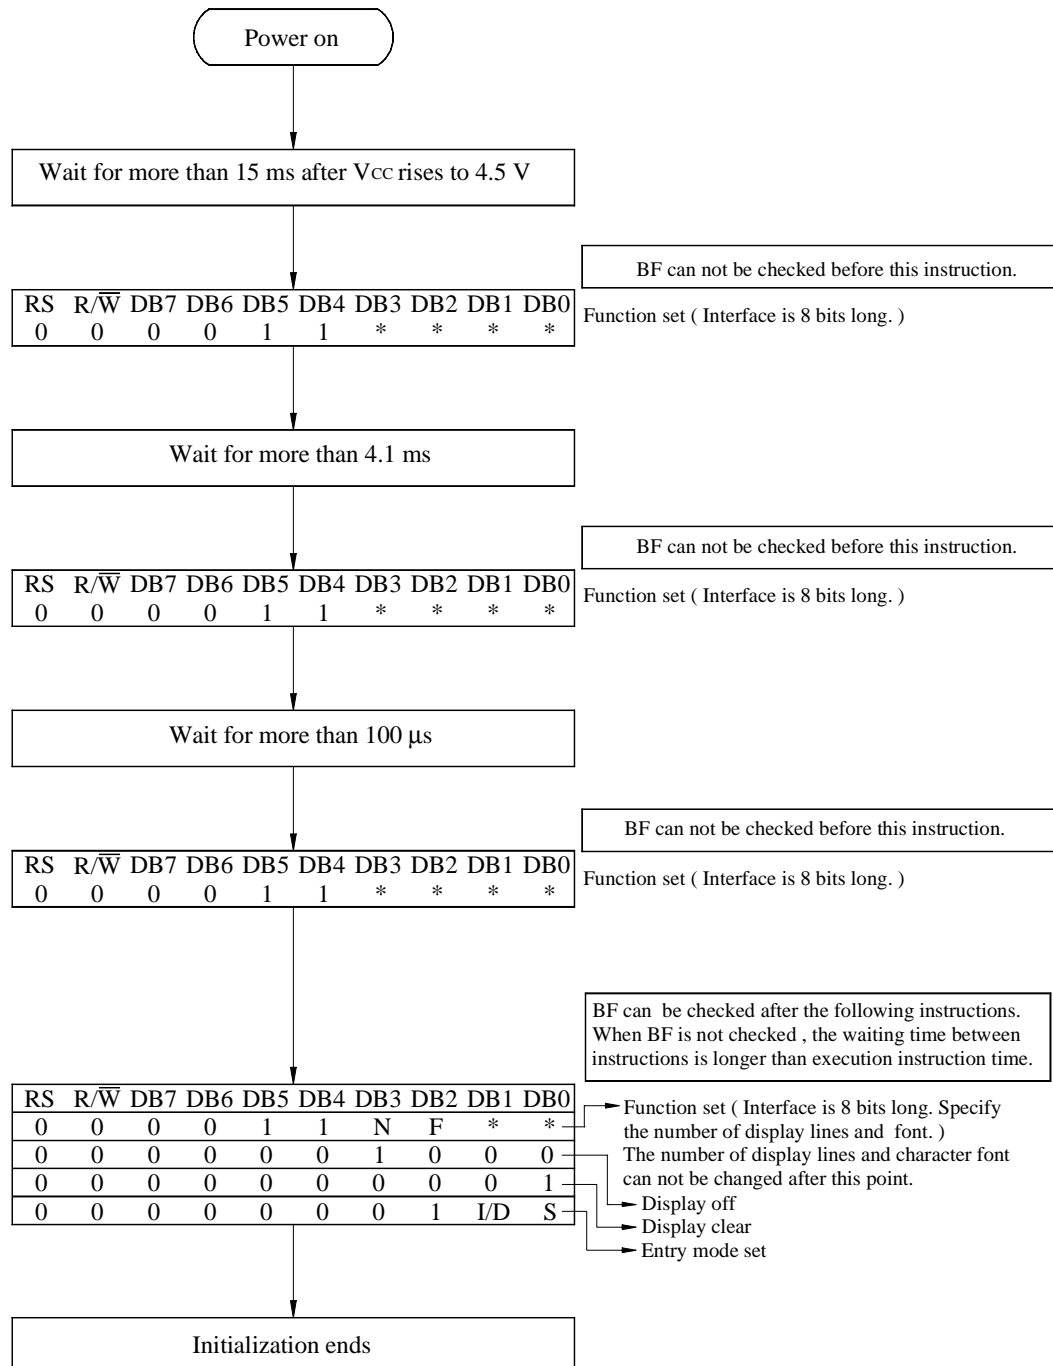 Power on
Wait for more than 15 ms after VCC rises to 4.5 V
BF can not be checked before this instruction.
RS R/W̅ DB7 DB6 DB5 DB4 DB3 DB2 DB1 DB0
0 0 0 0 1 1 * * * *
Function set ( Interface is 8 bits long. )
Wait for more than 4.1 ms
BF can not be checked before this instruction.
RS R/W̅ DB7 DB6 DB5 DB4 DB3 DB2 DB1 DB0
0 0 0 0 1 1 * * * *
Function set ( Interface is 8 bits long. )
Wait for more than 100 μs
BF can not be checked before this instruction.
RS R/W̅ DB7 DB6 DB5 DB4 DB3 DB2 DB1 DB0
0 0 0 0 1 1 * * * *
Function set ( Interface is 8 bits long. )
BF can be checked after the following instructions.
When BF is not checked , the waiting time between
instructions is longer than execution instruction time.
RS R/W̅ DB7 DB6 DB5 DB4 DB3 DB2 DB1 DB0
0 0 0 0 1 1 N F * *
0 0 0 0 0 0 1 0 0 0
0 0 0 0 0 0 0 0 0 1
0 0 0 0 0 0 0 1 I/D S
Function set ( Interface is 8 bits long. Specify
the number of display lines and font. )
The number of display lines and character font
can not be changed after this point.
Display off
Display clear
Entry mode set
Initialization ends